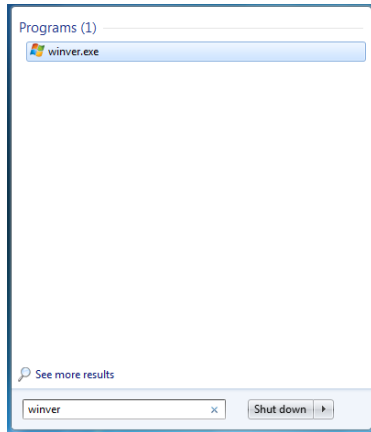 Programs (1)
winver.exe
See more results
winver
Shut down